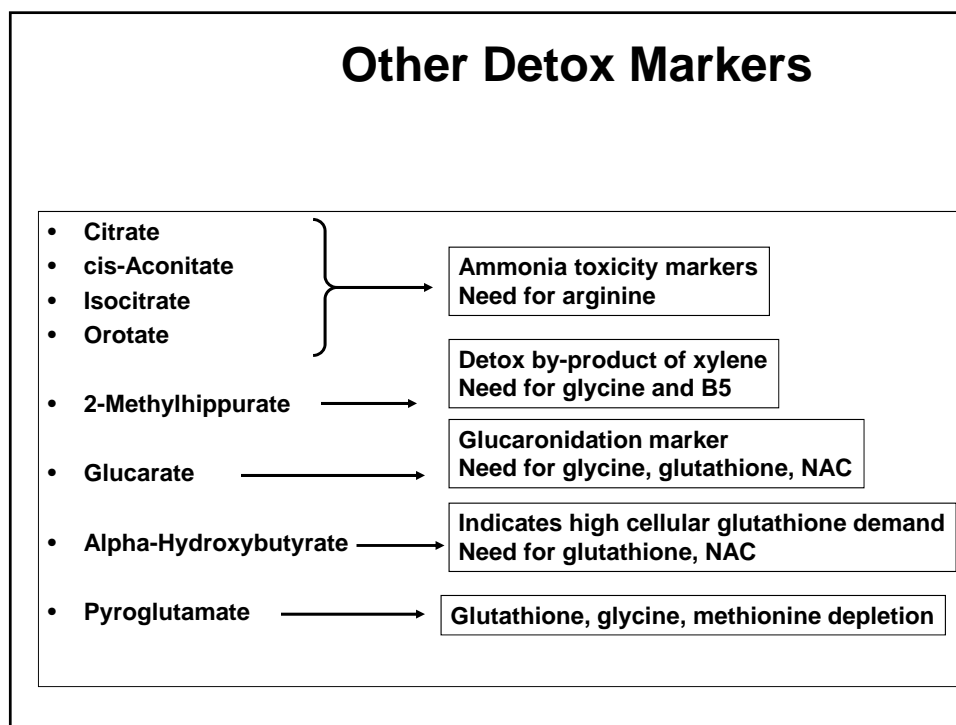 Other Detox Markers
• Citrate
• cis-Aconitate
• Isocitrate
• Orotate
Ammonia toxicity markers
Need for arginine
• 2-Methylhippurate
Detox by-product of xylene
Need for glycine and B5
• Glucarate
Glucaronidation marker
Need for glycine, glutathione, NAC
• Alpha-Hydroxybutyrate
Indicates high cellular glutathione demand
Need for glutathione, NAC
• Pyroglutamate
Glutathione, glycine, methionine depletion